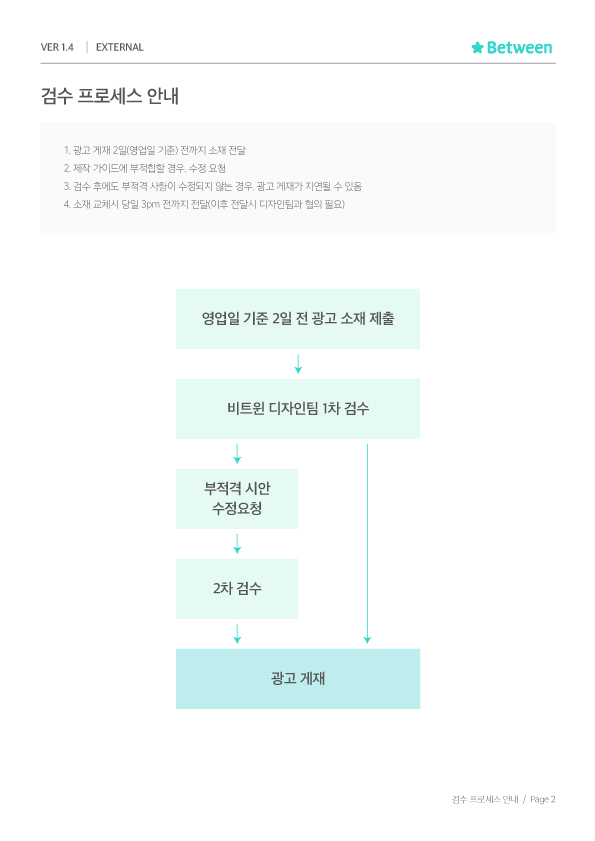 VER 1.4 | EXTERNAL
Between
검수 프로세스 안내
1. 광고 게재 2일(영업일 기준) 전까지 소재 전달
2. 제작 가이드에 부적합할 경우, 수정 요청
3. 검수 후에도 부적격 사항이 수정되지 않는 경우, 광고 게재가 지연될 수 있음
4. 소재 교체시 당일 3pm 전까지 전달(이후 전달시 디자인팀과 협의 필요)
영업일 기준 2일 전 광고 소재 제출
비트윈 디자인팀 1차 검수
부적격 시안
수정요청
2차 검수
광고 게재
검수 프로세스 안내 / Page 2